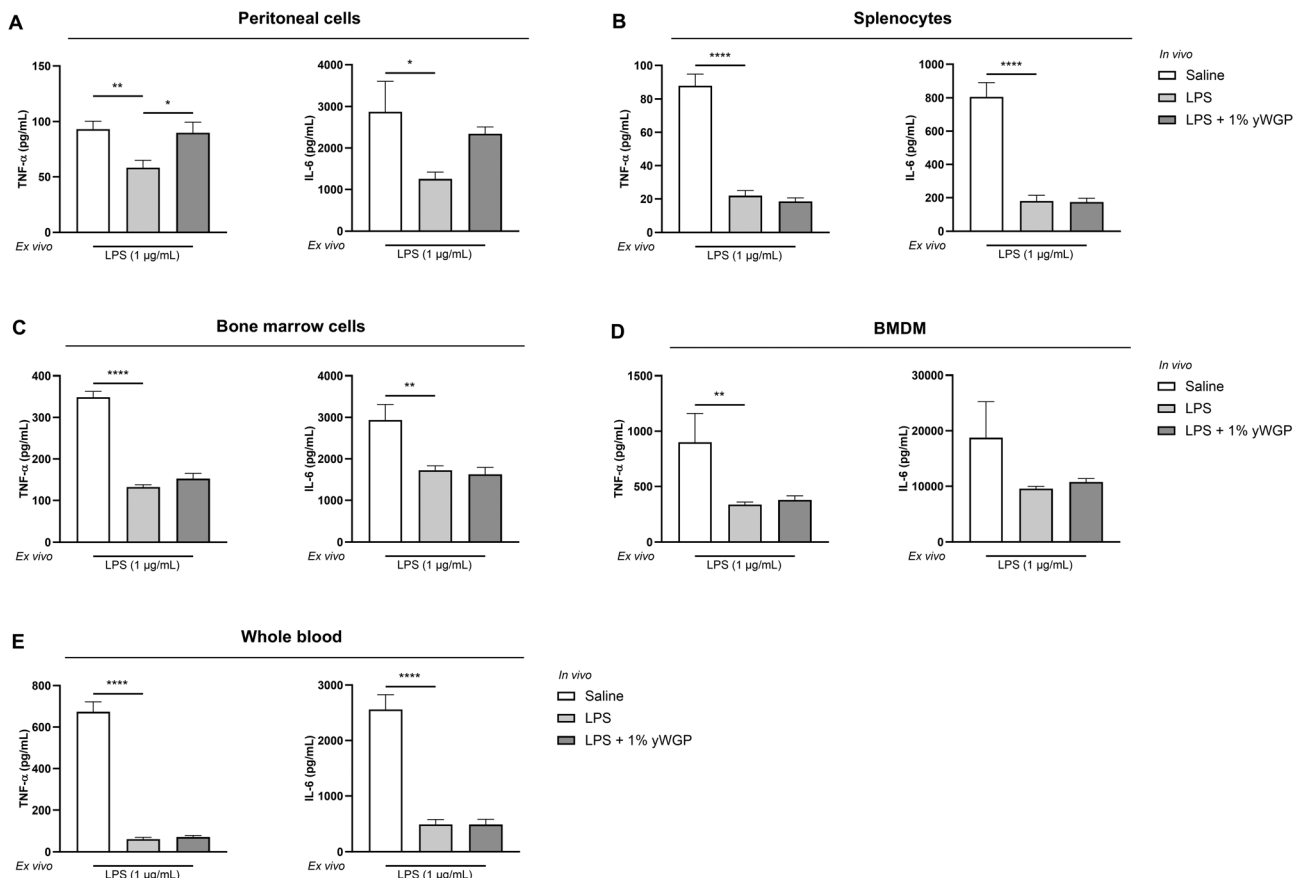 A
Peritoneal cells
TNF-α (pg/mL)
150
100
50
0
**
*
Ex vivo
LPS (1 µg/mL)
IL-6 (pg/mL)
4000
3000
2000
1000
0
*
Ex vivo
LPS (1 µg/mL)
B
Splenocytes
TNF-α (pg/mL)
100
80
60
40
20
0
****
Ex vivo
LPS (1 µg/mL)
IL-6 (pg/mL)
1000
800
600
400
200
0
****
Ex vivo
LPS (1 µg/mL)
In vivo
Saline
LPS
LPS + 1% yWGP
C
Bone marrow cells
TNF-α (pg/mL)
400
300
200
100
0
****
Ex vivo
LPS (1 µg/mL)
IL-6 (pg/mL)
4000
3000
2000
1000
0
**
Ex vivo
LPS (1 µg/mL)
D
BMDM
TNF-α (pg/mL)
1500
1000
500
0
**
Ex vivo
LPS (1 µg/mL)
IL-6 (pg/mL)
30000
20000
10000
0
Ex vivo
LPS (1 µg/mL)
In vivo
Saline
LPS
LPS + 1% yWGP
E
Whole blood
TNF-α (pg/mL)
800
600
400
200
0
****
Ex vivo
LPS (1 µg/mL)
IL-6 (pg/mL)
3000
2000
1000
0
****
Ex vivo
LPS (1 µg/mL)
In vivo
Saline
LPS
LPS + 1% yWGP